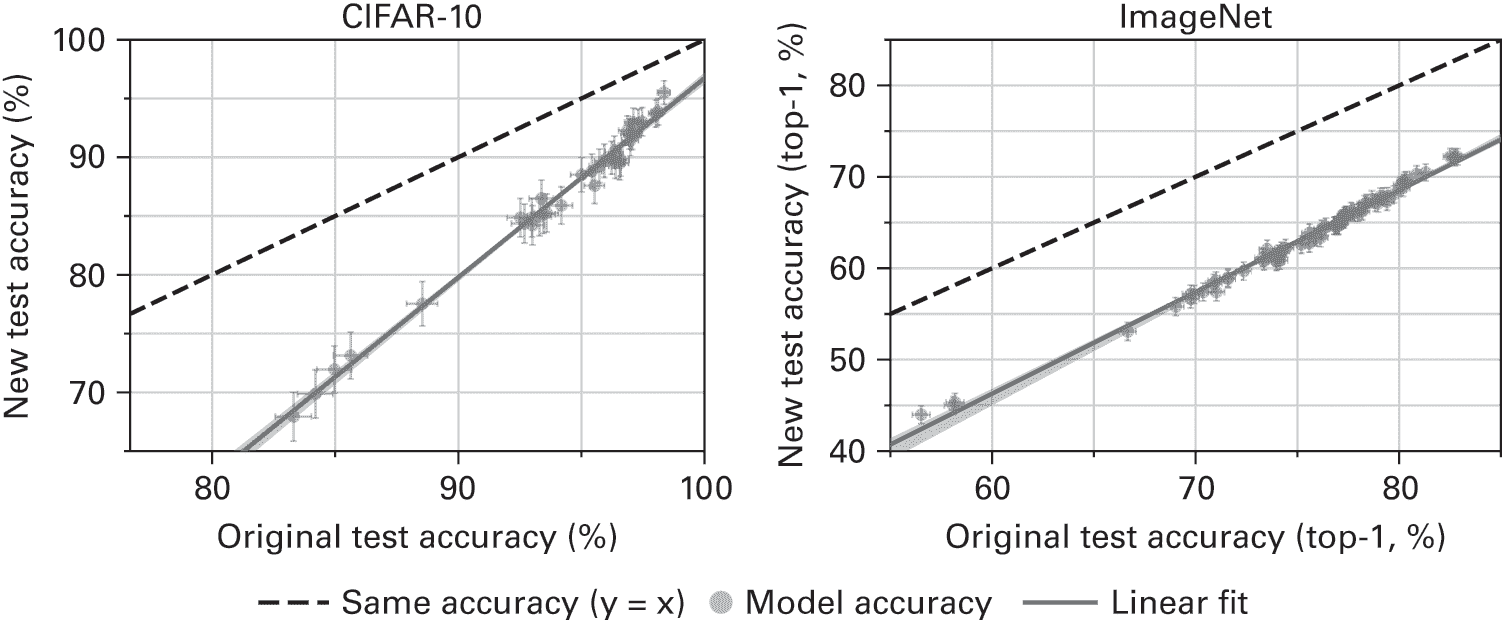 CIFAR-10
New test accuracy (%)
100
90
80
70
80
90
100
Original test accuracy (%)
ImageNet
New test accuracy (top-1, %)
80
70
60
50
40
60
70
80
Original test accuracy (top-1, %)
Same accuracy (y = x)
Model accuracy
Linear fit